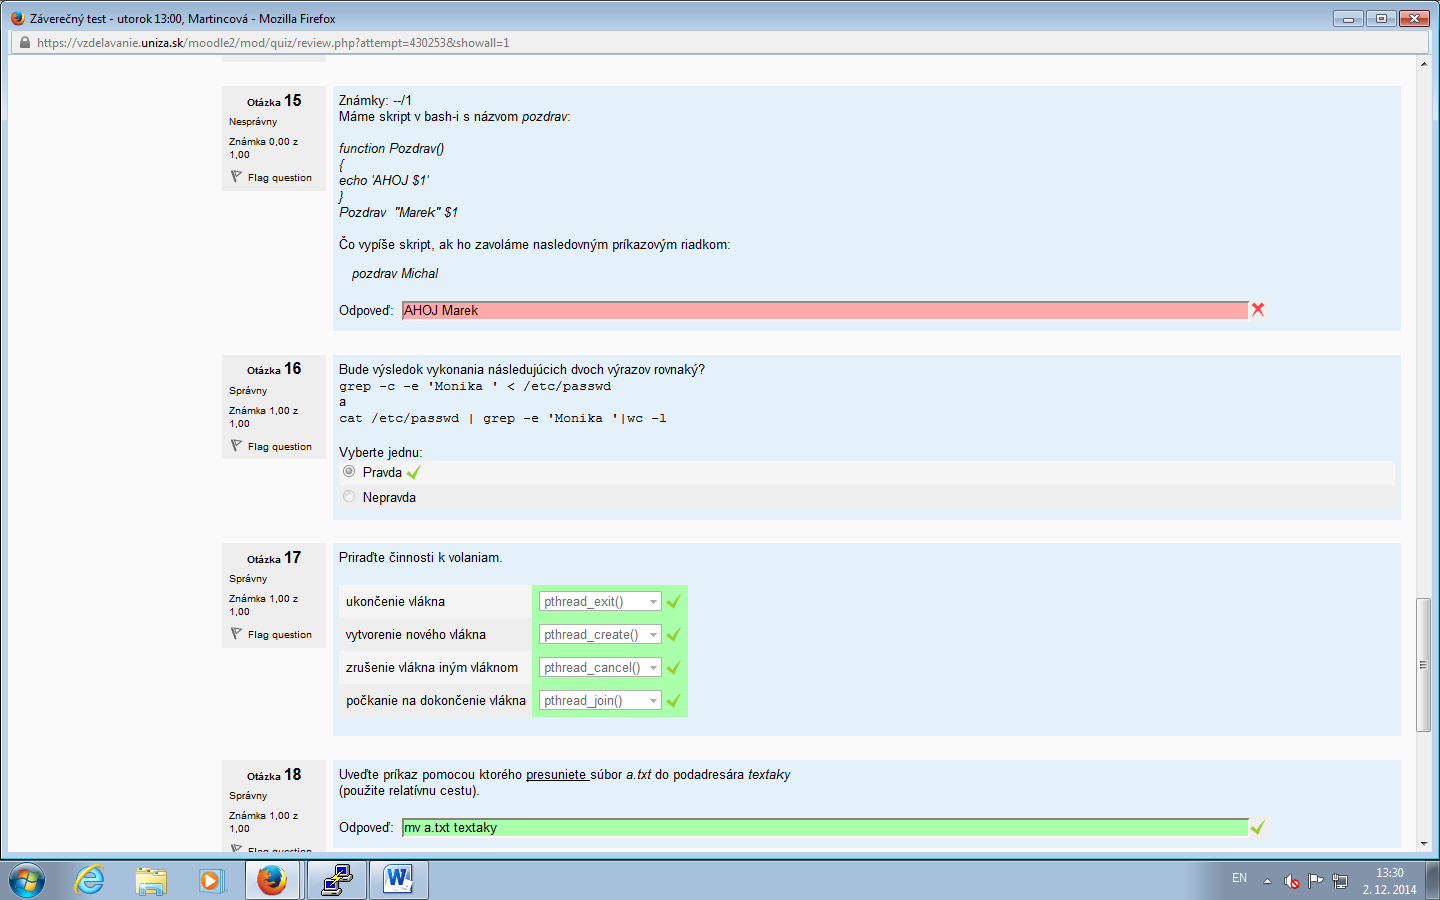 Záverečný test - utorok 13:00, Martincová - Mozilla Firefox
https://vzdelavanie.uniza.sk/moodle2/mod/quiz/review.php?attempt=430253&showall=1
Otázka 15
Nesprávny
Známka 0,00 z
1,00
Flag question
Známky: --/1
Máme skript v bash-i s názvom pozdrav:
function Pozdrav()
{
echo 'AHOJ $1'
}
Pozdrav  "Marek" $1
Čo vypíše skript, ak ho zavoláme nasledovným príkazovým riadkom:
pozdrav Michal
Odpoveď: AHOJ Marek
Otázka 16
Správny
Známka 1,00 z
1,00
Flag question
Bude výsledok vykonania následujúcich dvoch výrazov rovnaký?
grep -c -e 'Monika ' < /etc/passwd
a
cat /etc/passwd | grep -e 'Monika '|wc -l
Vyberte jednu:
Pravda
Nepravda
Otázka 17
Správny
Známka 1,00 z
1,00
Flag question
Priraďte činnosti k volaniam.
ukončenie vlákna pthread_exit()
vytvorenie nového vlákna pthread_create()
zrušenie vlákna iným vláknom pthread_cancel()
počkanie na dokončenie vlákna pthread_join()
Otázka 18
Správny
Známka 1,00 z
1,00
Flag question
Uveďte príkaz pomocou ktorého presuniete súbor a.txt do podadresára textaky
(použite relatívnu cestu).
Odpoveď: mv a.txt textaky
EN
13:30
2. 12. 2014